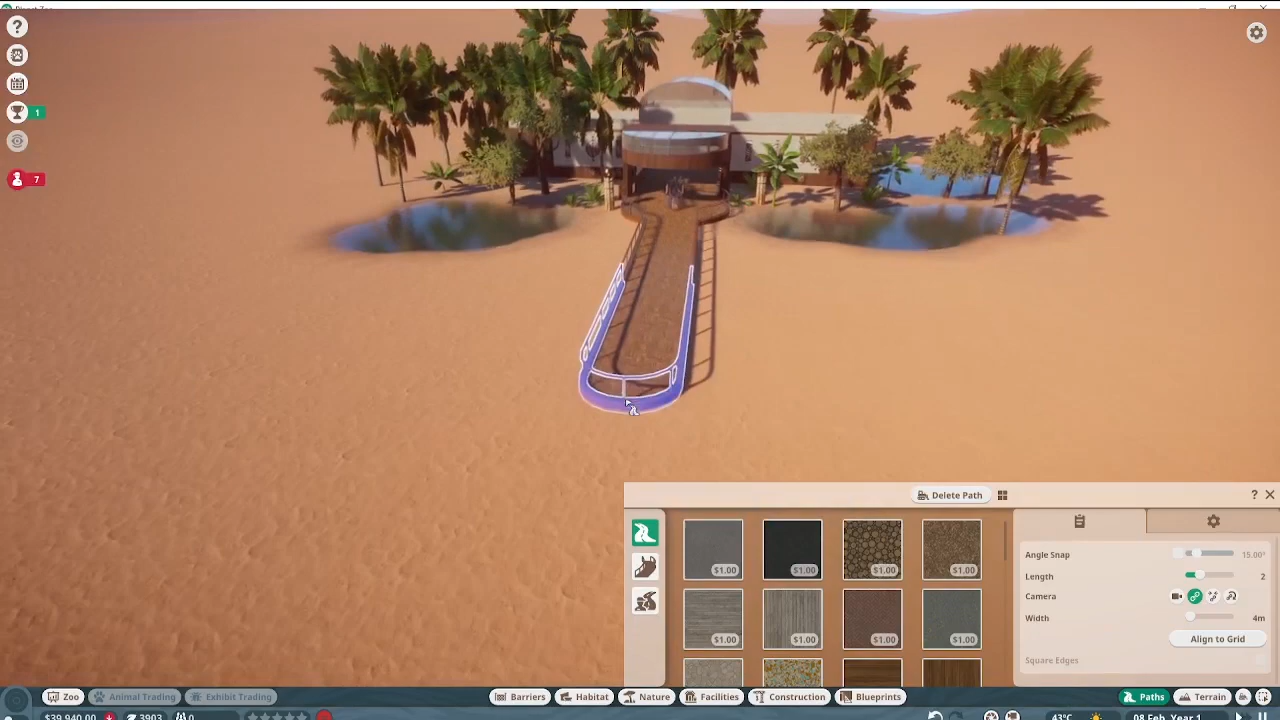 1
7
Delete Path
?
$1.00 $1.00 $1.00 $1.00
$1.00 $1.00 $1.00 $1.00
Angle Snap 15.00°
Length 2
Camera
Width 4m
Align to Grid
Square Edges
Zoo Animal Trading Exhibit Trading Barriers Habitat Nature Facilities Construction Blueprints Paths Terrain
$39,940.00 3903 0 43°C 08 Feb, Year 1